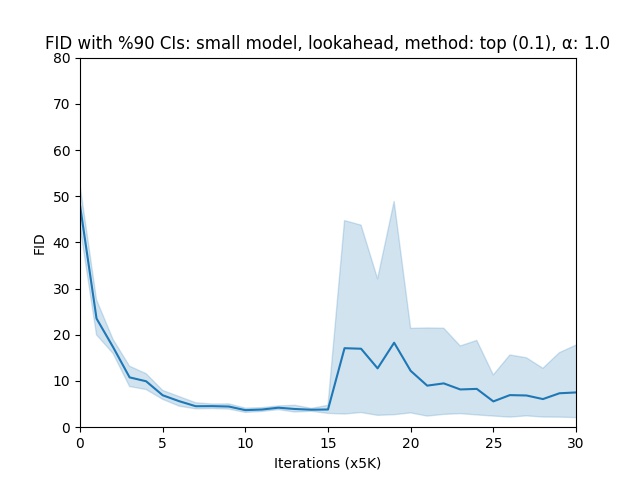 FID with %90 CIs: small model, lookahead, method: top (0.1), α: 1.0
80
70
60
50
40
30
20
10
0
FID
0 5 10 15 20 25 30
Iterations (x5K)